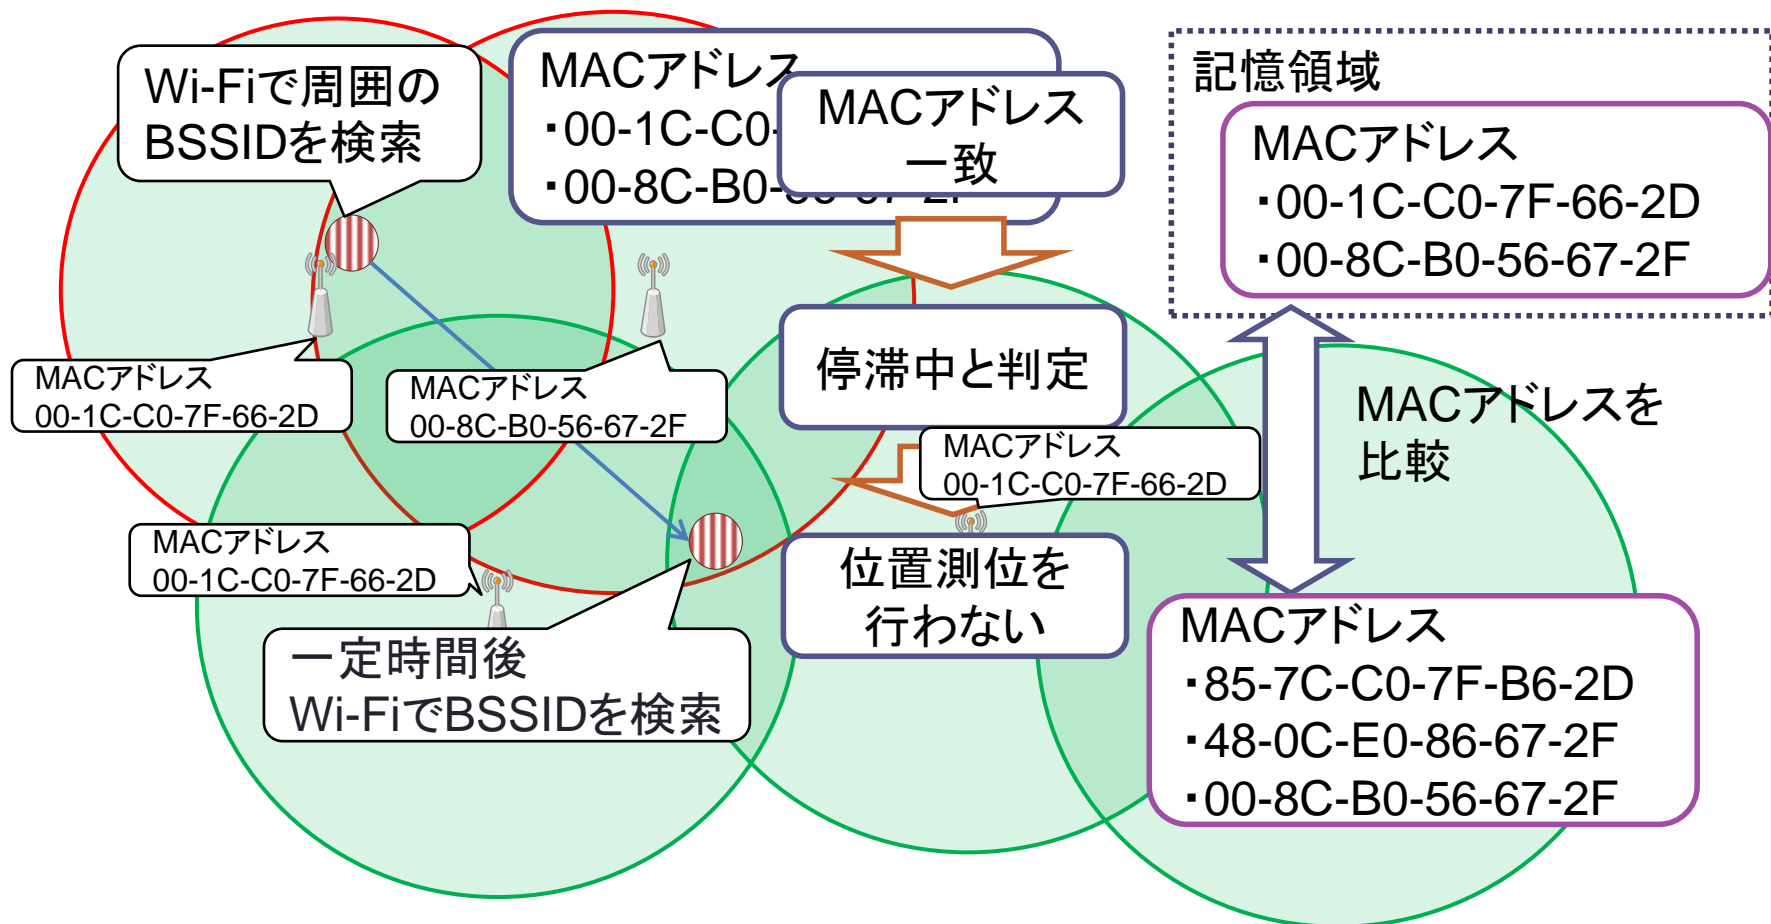 Wi-Fiで周囲の
BSSIDを検索
MACアドレス
・00-1C-C0-
・00-8C-B0-56-67-2F
MACアドレス
一致
記憶領域
MACアドレス
・00-1C-C0-7F-66-2D
・00-8C-B0-56-67-2F
MACアドレス
00-1C-C0-7F-66-2D
MACアドレス
00-8C-B0-56-67-2F
停滞中と判定
MACアドレスを
比較
MACアドレス
00-1C-C0-7F-66-2D
MACアドレス
00-1C-C0-7F-66-2D
位置測位を
行わない
一定時間後
Wi-FiでBSSIDを検索
MACアドレス
・85-7C-C0-7F-B6-2D
・48-0C-E0-86-67-2F
・00-8C-B0-56-67-2F